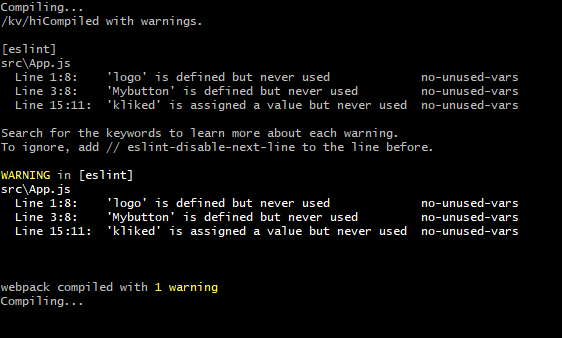 Compiling...
/kv/hiCompiled with warnings.
[eslint]
src\App.js
  Line 1:8:    'logo' is defined but never used             no-unused-vars
  Line 3:8:    'Mybutton' is defined but never used         no-unused-vars
  Line 15:11:  'kliked' is assigned a value but never used  no-unused-vars
Search for the keywords to learn more about each warning.
To ignore, add // eslint-disable-next-line to the line before.
WARNING in [eslint]
src\App.js
  Line 1:8:    'logo' is defined but never used             no-unused-vars
  Line 3:8:    'Mybutton' is defined but never used         no-unused-vars
  Line 15:11:  'kliked' is assigned a value but never used  no-unused-vars
webpack compiled with 1 warning
Compiling...